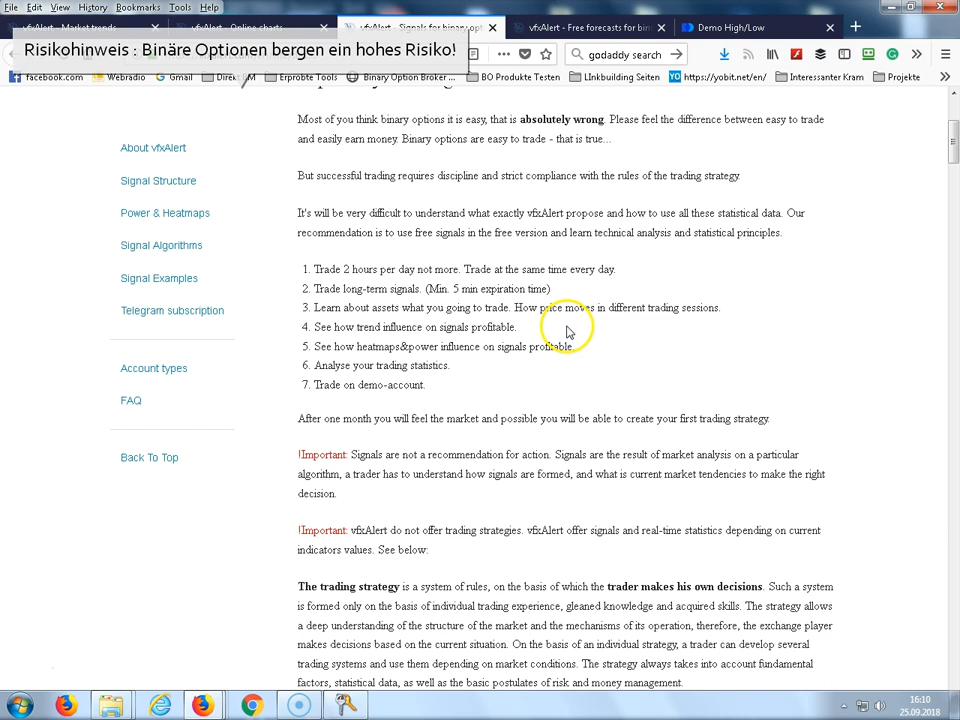 File Edit View History Bookmarks Tools Help
vfxAlert - Market trends
vfxAlert - Online charts
vfxAlert - Signals for binary opt
vfxAlert - Free forecasts for bin
Demo High/Low
Risikohinweis : Binäre Optionen bergen ein hohes Risiko!
godaddy search
facebook.com Webradio Gmail Erprobte Tools Binary Option Broker ... BO Produkte Testen LInkbuilding Seiten https://yobit.net/en/ Interessanter Kram Projekte
Most of you think binary options it is easy, that is absolutely wrong. Please feel the difference between easy to trade
and easily earn money. Binary options are easy to trade - that is true...
But successful trading requires discipline and strict compliance with the rules of the trading strategy.
It's will be very difficult to understand what exactly vfxAlert propose and how to use all these statistical data. Our
recommendation is to use free signals in the free version and learn technical analysis and statistical principles.
1. Trade 2 hours per day not more. Trade at the same time every day.
2. Trade long-term signals. (Min. 5 min expiration time)
3. Learn about assets what you going to trade. How price moves in different trading sessions.
4. See how trend influence on signals profitable.
5. See how heatmaps&power influence on signals profitable.
6. Analyse your trading statistics.
7. Trade on demo-account.
After one month you will feel the market and possible you will be able to create your first trading strategy.
!Important: Signals are not a recommendation for action. Signals are the result of market analysis on a particular
algorithm, a trader has to understand how signals are formed, and what is current market tendencies to make the right
decision.
!Important: vfxAlert do not offer trading strategies. vfxAlert offer signals and real-time statistics depending on current
indicators values. See below:
The trading strategy is a system of rules, on the basis of which the trader makes his own decisions. Such a system
is formed only on the basis of individual trading experience, gleaned knowledge and acquired skills. The strategy allows
a deep understanding of the structure of the market and the mechanisms of its operation, therefore, the exchange player
makes decisions based on the current situation. On the basis of an individual strategy, a trader can develop several
trading systems and use them depending on market conditions. The strategy always takes into account fundamental
factors, statistical data, as well as the basic postulates of risk and money management.
About vfxAlert
Signal Structure
Power & Heatmaps
Signal Algorithms
Signal Examples
Telegram subscription
Account types
FAQ
Back To Top
16:10
25.09.2018